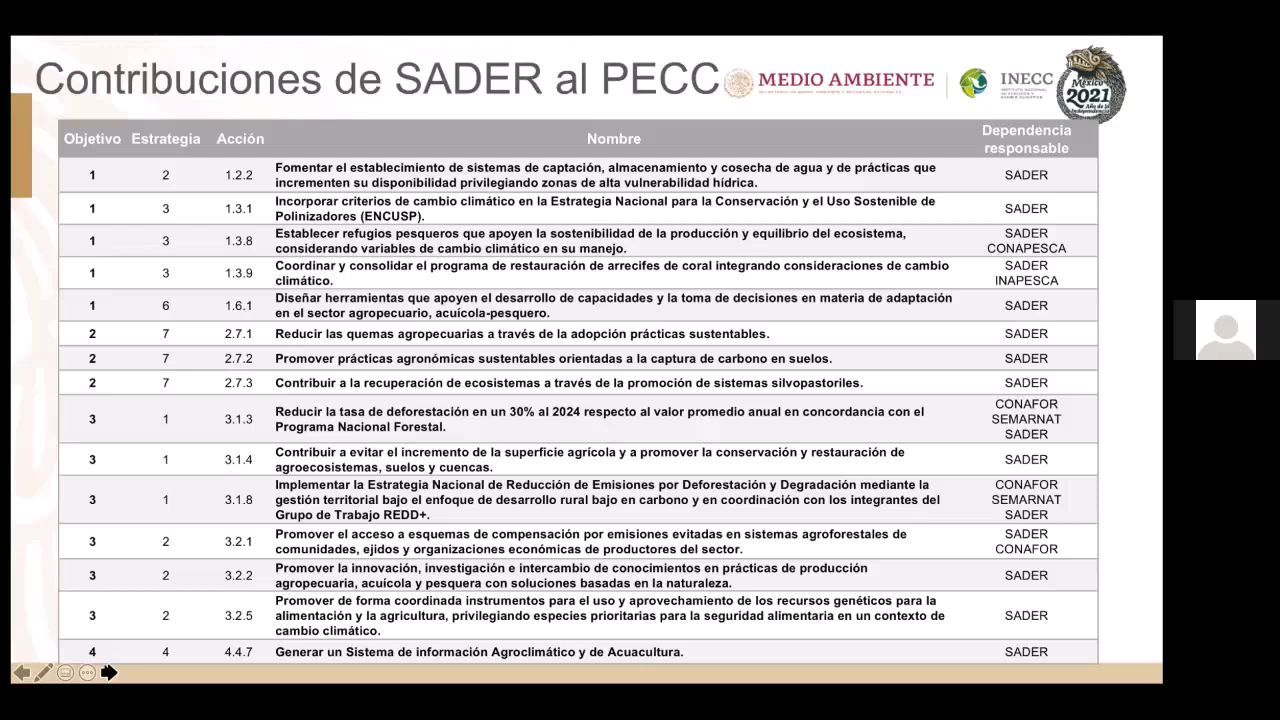 Contribuciones de SADER al PECC
MEDIO AMBIENTE
SECRETARÍA DE MEDIO AMBIENTE Y RECURSOS NATURALES
INECC
INSTITUTO NACIONAL
DE ECOLOGÍA Y
CAMBIO CLIMÁTICO
México
2021
Año de la
Independencia
Objetivo Estrategia Acción Nombre Dependencia responsable
1 2 1.2.2 Fomentar el establecimiento de sistemas de captación, almacenamiento y cosecha de agua y de prácticas que
incrementen su disponibilidad privilegiando zonas de alta vulnerabilidad hídrica. SADER
1 3 1.3.1 Incorporar criterios de cambio climático en la Estrategia Nacional para la Conservación y el Uso Sostenible de
Polinizadores (ENCUSP). SADER
1 3 1.3.8 Establecer refugios pesqueros que apoyen la sostenibilidad de la producción y equilibrio del ecosistema, SADER
considerando variables de cambio climático en su manejo. CONAPESCA
1 3 1.3.9 Coordinar y consolidar el programa de restauración de arrecifes de coral integrando consideraciones de cambio SADER
climático. INAPESCA
1 6 1.6.1 Diseñar herramientas que apoyen el desarrollo de capacidades y la toma de decisiones en materia de adaptación
en el sector agropecuario, acuícola-pesquero. SADER
2 7 2.7.1 Reducir las quemas agropecuarias a través de la adopción prácticas sustentables. SADER
2 7 2.7.2 Promover prácticas agronómicas sustentables orientadas a la captura de carbono en suelos. SADER
2 7 2.7.3 Contribuir a la recuperación de ecosistemas a través de la promoción de sistemas silvopastoriles. SADER
3 1 3.1.3 Reducir la tasa de deforestación en un 30% al 2024 respecto al valor promedio anual en concordancia con el
Programa Nacional Forestal. CONAFOR
SEMARNAT
SADER
3 1 3.1.4 Contribuir a evitar el incremento de la superficie agrícola y a promover la conservación y restauración de
agroecosistemas, suelos y cuencas. SADER
3 1 3.1.8 Implementar la Estrategia Nacional de Reducción de Emisiones por Deforestación y Degradación mediante la CONAFOR
gestión territorial bajo el enfoque de desarrollo rural bajo en carbono y en coordinación con los integrantes del SEMARNAT
Grupo de Trabajo REDD+. SADER
3 2 3.2.1 Promover el acceso a esquemas de compensación por emisiones evitadas en sistemas agroforestales de SADER
comunidades, ejidos y organizaciones económicas de productores del sector. CONAFOR
3 2 3.2.2 Promover la innovación, investigación e intercambio de conocimientos en prácticas de producción
agropecuaria, acuícola y pesquera con soluciones basadas en la naturaleza. SADER
3 2 3.2.5 Promover de forma coordinada instrumentos para el uso y aprovechamiento de los recursos genéticos para la
alimentación y la agricultura, privilegiando especies prioritarias para la seguridad alimentaria en un contexto de SADER
cambio climático.
4 4 4.4.7 Generar un Sistema de información Agroclimático y de Acuacultura. SADER